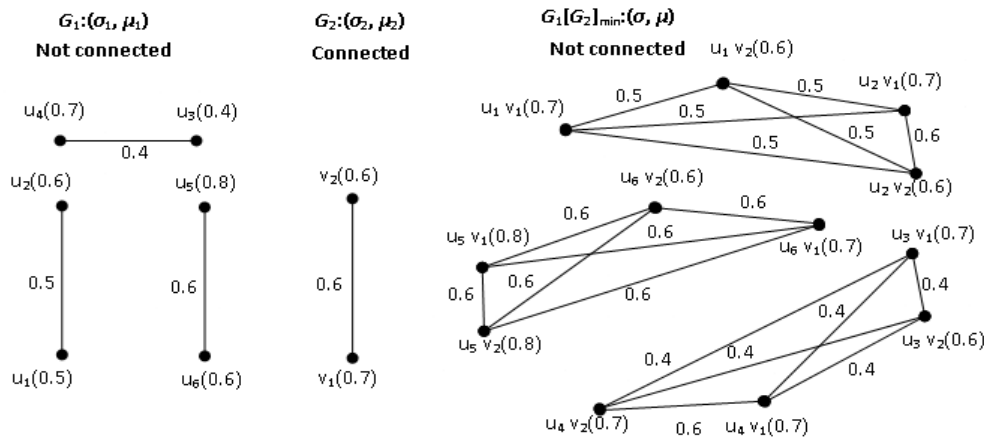 G₁:(σ₁, μ₁)
Not connected
u₄(0.7)
u₃(0.4)
0.4
u₂(0.6)
u₅(0.8)
0.5
0.6
u₁(0.5)
u₆(0.6)
G₂:(σ₂, μ₂)
Connected
v₂(0.6)
0.6
v₁(0.7)
G₁[G₂]ₘᵢₙ:(σ, μ)
Not connected
u₁ v₂(0.6)
u₂ v₁(0.7)
u₁ v₁(0.7)
0.5
0.5
0.5
0.5
0.6
0.5
u₂ v₂(0.6)
u₆ v₂(0.6)
0.6
0.6
u₅ v₁(0.8)
0.6
u₆ v₁(0.7)
0.6
0.6
0.6
u₅ v₂(0.8)
u₃ v₁(0.7)
0.4
0.4
0.4
0.4
0.4
u₃ v₂(0.6)
u₄ v₂(0.7)
0.6
u₄ v₁(0.7)